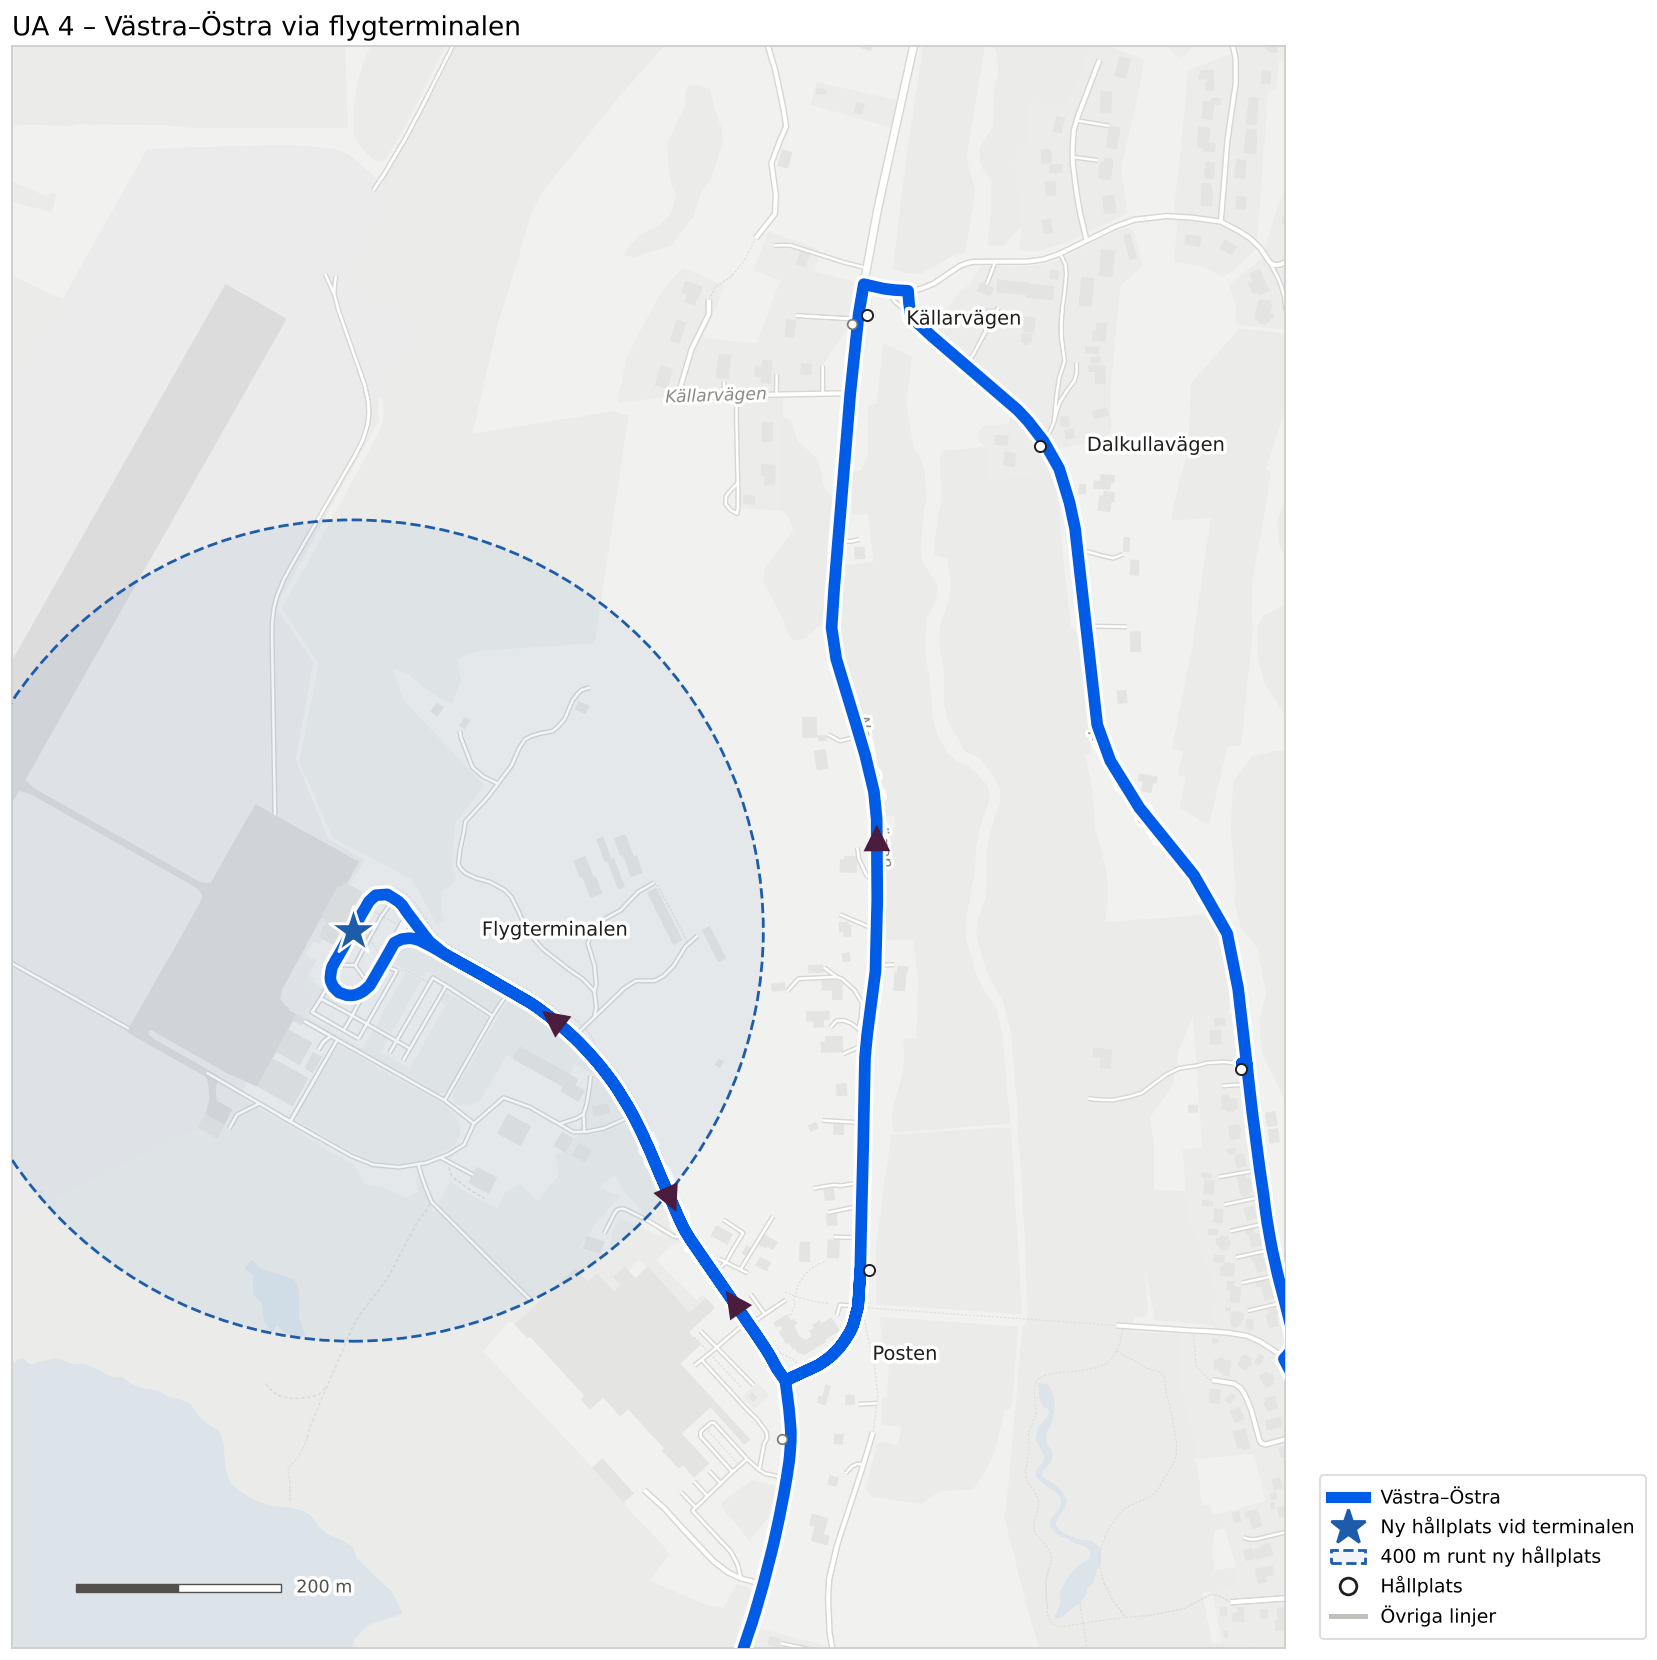 UA 4 – Västra–Östra via flygterminalen
Källarvägen
Källarvägen
Dalkullavägen
Flygterminalen
Posten
200 m
Västra–Östra
Ny hållplats vid terminalen
400 m runt ny hållplats
Hållplats
Övriga linjer